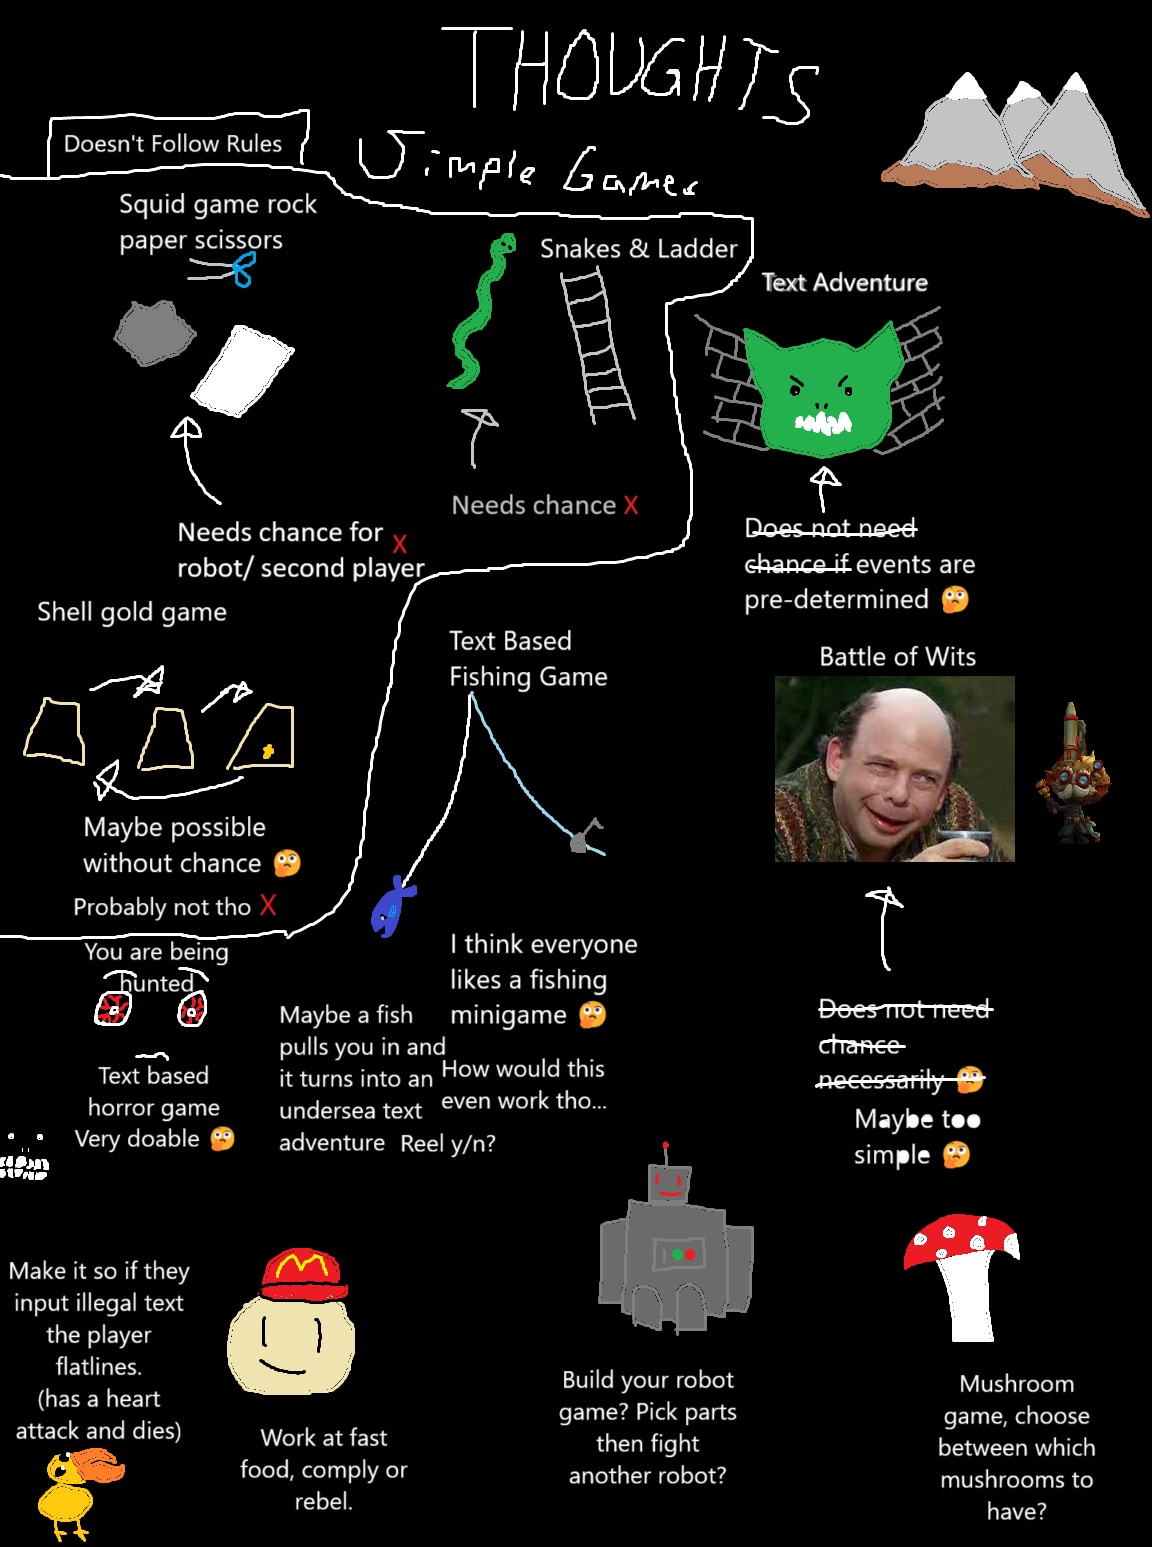 THOUGHTS
Simple Games
Doesn't Follow Rules
Squid game rock
paper scissors
Needs chance for
robot/ second player
X
Snakes & Ladder
Needs chance X
Shell gold game
Maybe possible
without chance 🤔
Probably not tho X
Text Adventure
Does not need
chance if events are
pre-determined 🤔
Text Based
Fishing Game
I think everyone
likes a fishing
minigame 🤔
How would this
even work tho...
Reel y/n?
Maybe a fish
pulls you in and
it turns into an
undersea text
adventure
Battle of Wits
Does not need
chance
necessarily 🤔
Maybe too
simple 🤔
You are being
hunted
Text based
horror game
Very doable 🤔
Make it so if they
input illegal text
the player
flatlines.
(has a heart
attack and dies)
M
Work at fast
food, comply or
rebel.
Build your robot
game? Pick parts
then fight
another robot?
Mushroom
game, choose
between which
mushrooms to
have?